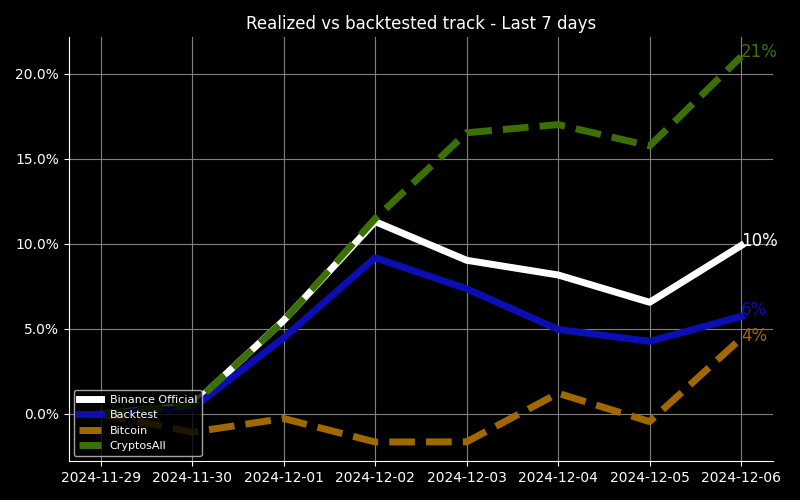 Realized vs backtested track - Last 7 days
21%
20.0%
15.0%
10.0%
10%
5.0%
6%
4%
0.0%
Binance Official
Backtest
Bitcoin
CryptosAll
2024-11-29 2024-11-30 2024-12-01 2024-12-02 2024-12-03 2024-12-04 2024-12-05 2024-12-06